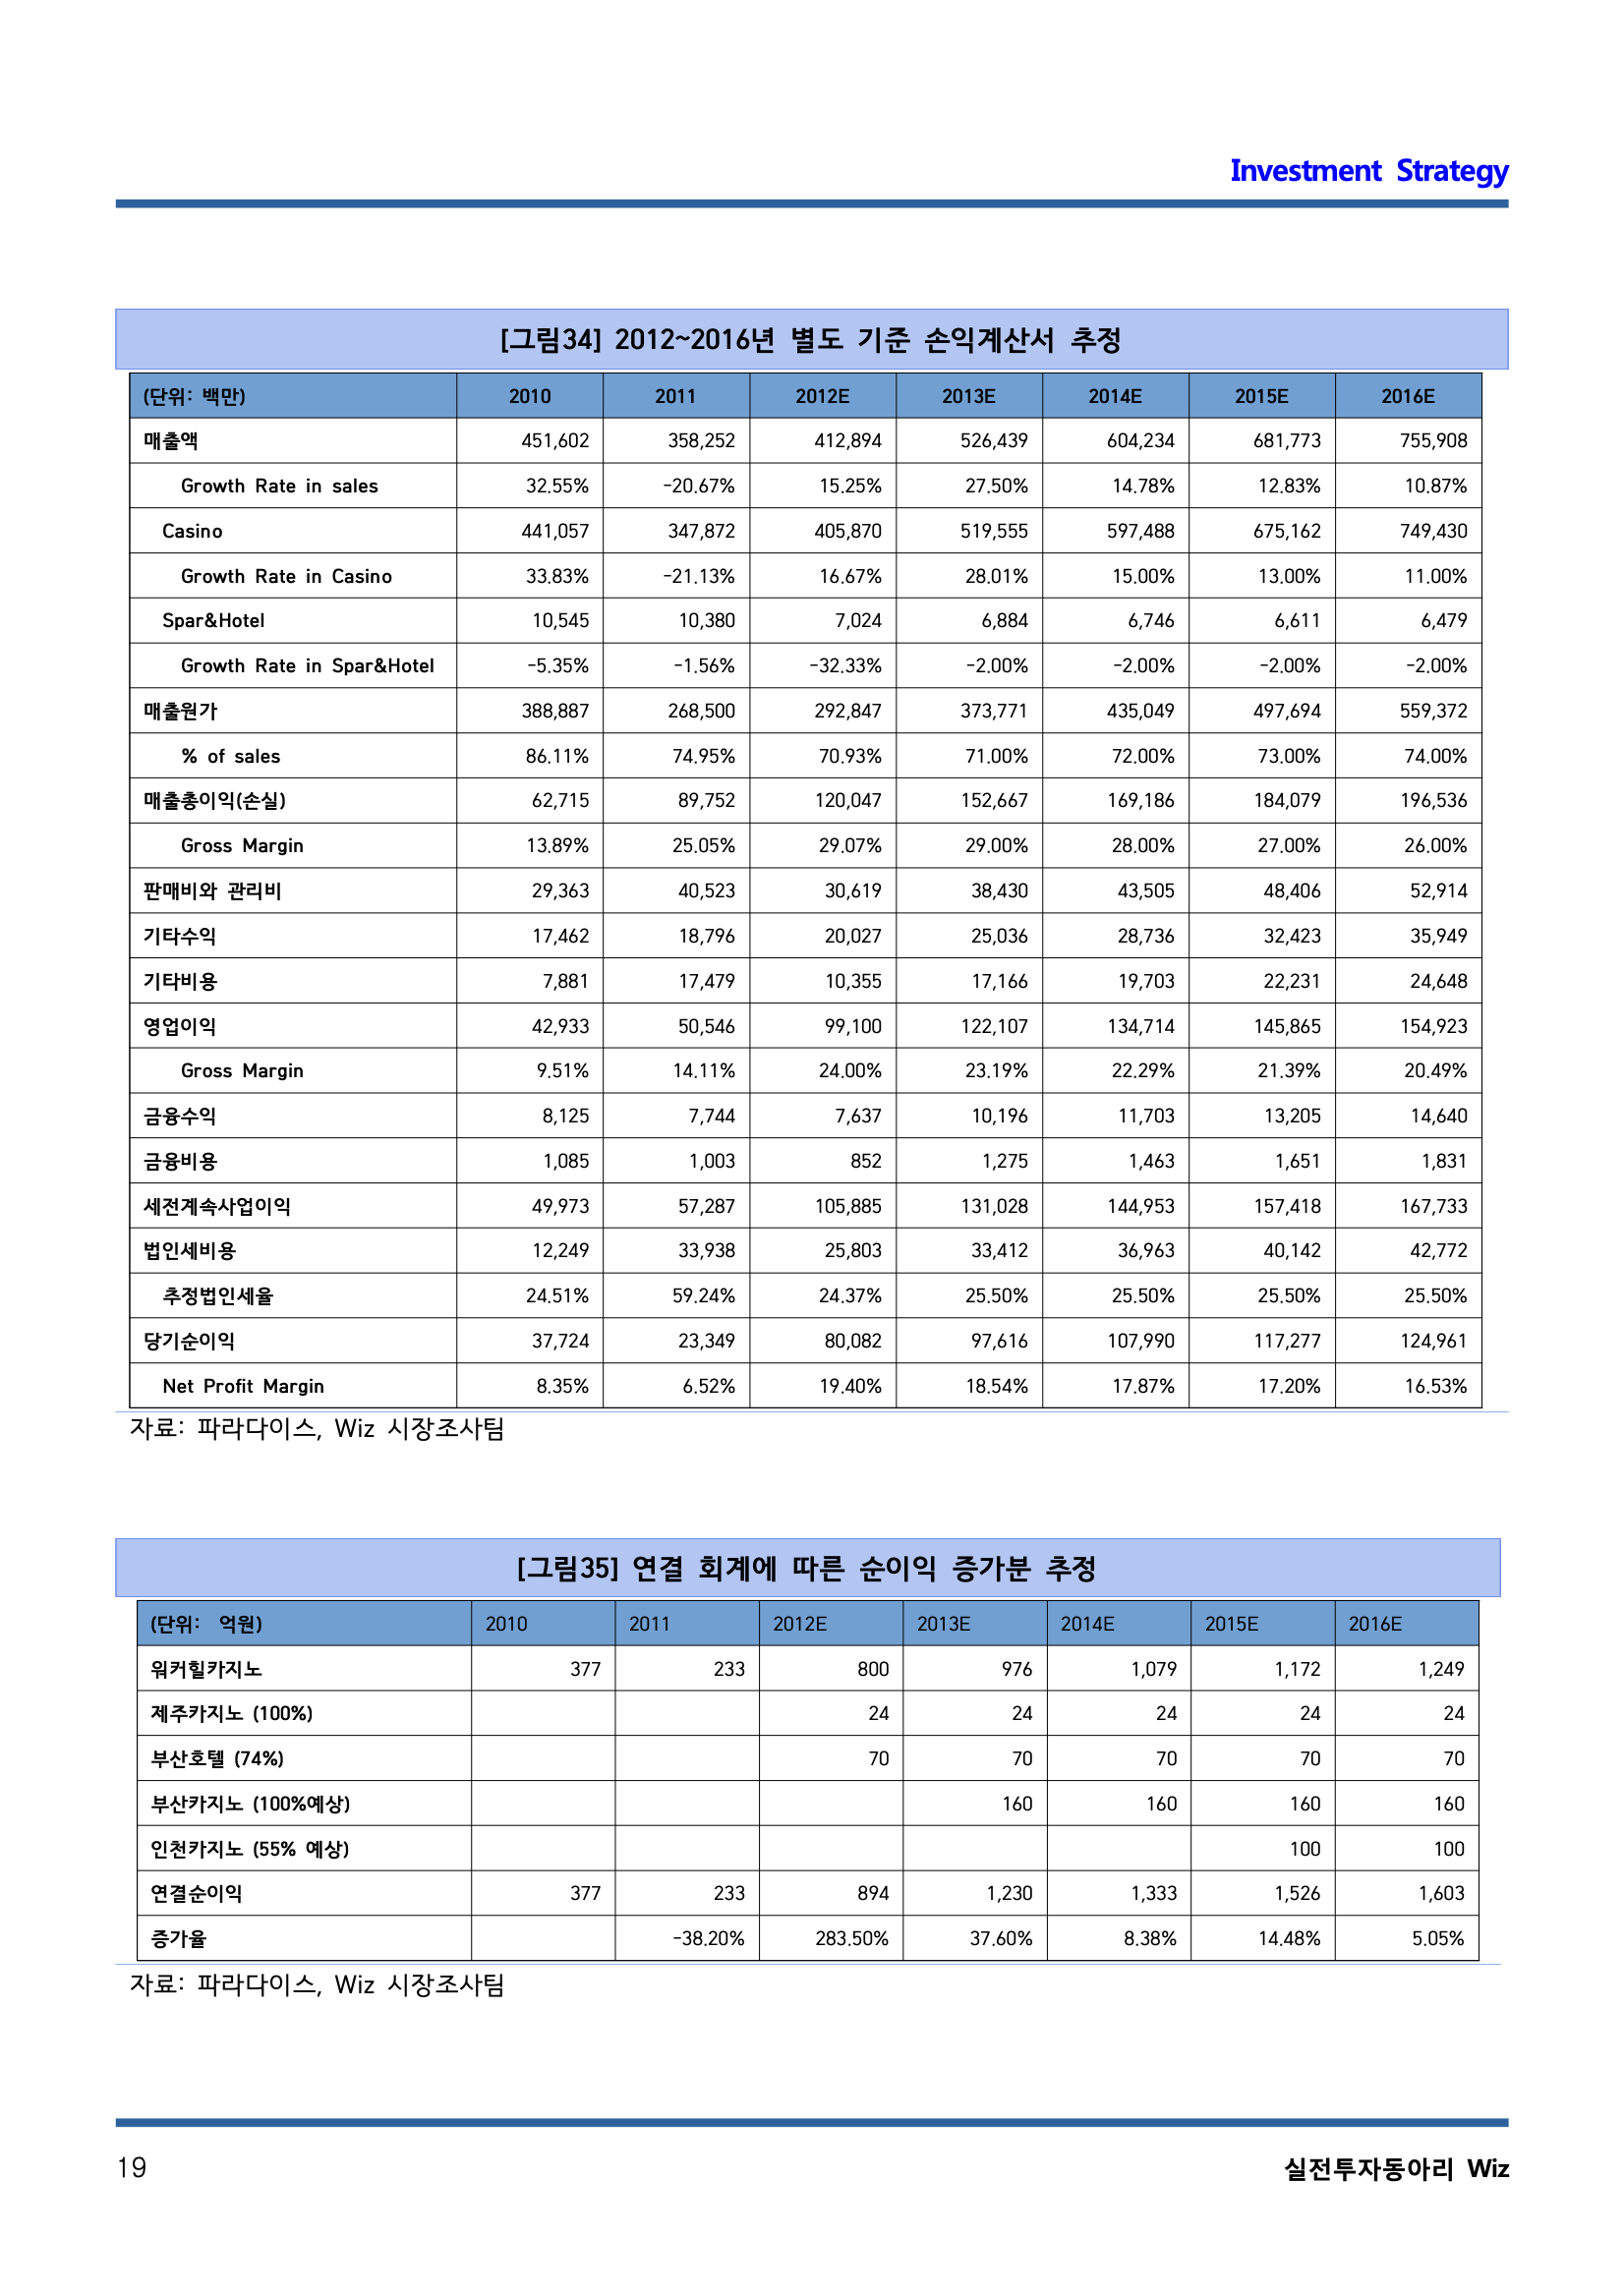 Investment Strategy
[그림34] 2012~2016년 별도 기준 손익계산서 추정
(단위: 백만) 2010 2011 2012E 2013E 2014E 2015E 2016E
매출액 451,602 358,252 412,894 526,439 604,234 681,773 755,908
Growth Rate in sales 32.55% -20.67% 15.25% 27.50% 14.78% 12.83% 10.87%
Casino 441,057 347,872 405,870 519,555 597,488 675,162 749,430
Growth Rate in Casino 33.83% -21.13% 16.67% 28.01% 15.00% 13.00% 11.00%
Spar&Hotel 10,545 10,380 7,024 6,884 6,746 6,611 6,479
Growth Rate in Spar&Hotel -5.35% -1.56% -32.33% -2.00% -2.00% -2.00% -2.00%
매출원가 388,887 268,500 292,847 373,771 435,049 497,694 559,372
% of sales 86.11% 74.95% 70.93% 71.00% 72.00% 73.00% 74.00%
매출총이익(손실) 62,715 89,752 120,047 152,667 169,186 184,079 196,536
Gross Margin 13.89% 25.05% 29.07% 29.00% 28.00% 27.00% 26.00%
판매비와 관리비 29,363 40,523 30,619 38,430 43,505 48,406 52,914
기타수익 17,462 18,796 20,027 25,036 28,736 32,423 35,949
기타비용 7,881 17,479 10,355 17,166 19,703 22,231 24,648
영업이익 42,933 50,546 99,100 122,107 134,714 145,865 154,923
Gross Margin 9.51% 14.11% 24.00% 23.19% 22.29% 21.39% 20.49%
금융수익 8,125 7,744 7,637 10,196 11,703 13,205 14,640
금융비용 1,085 1,003 852 1,275 1,463 1,651 1,831
세전계속사업이익 49,973 57,287 105,885 131,028 144,953 157,418 167,733
법인세비용 12,249 33,938 25,803 33,412 36,963 40,142 42,772
추정법인세율 24.51% 59.24% 24.37% 25.50% 25.50% 25.50% 25.50%
당기순이익 37,724 23,349 80,082 97,616 107,990 117,277 124,961
Net Profit Margin 8.35% 6.52% 19.40% 18.54% 17.87% 17.20% 16.53%
자료: 파라다이스, Wiz 시장조사팀
[그림35] 연결 회계에 따른 순이익 증가분 추정
(단위: 억원) 2010 2011 2012E 2013E 2014E 2015E 2016E
워커힐카지노 377 233 800 976 1,079 1,172 1,249
제주카지노 (100%) 24 24 24 24 24
부산호텔 (74%) 70 70 70 70 70
부산카지노 (100%예상) 160 160 160 160
인천카지노 (55% 예상) 100 100
연결순이익 377 233 894 1,230 1,333 1,526 1,603
증가율 -38.20% 283.50% 37.60% 8.38% 14.48% 5.05%
자료: 파라다이스, Wiz 시장조사팀
19 실전투자동아리 Wiz